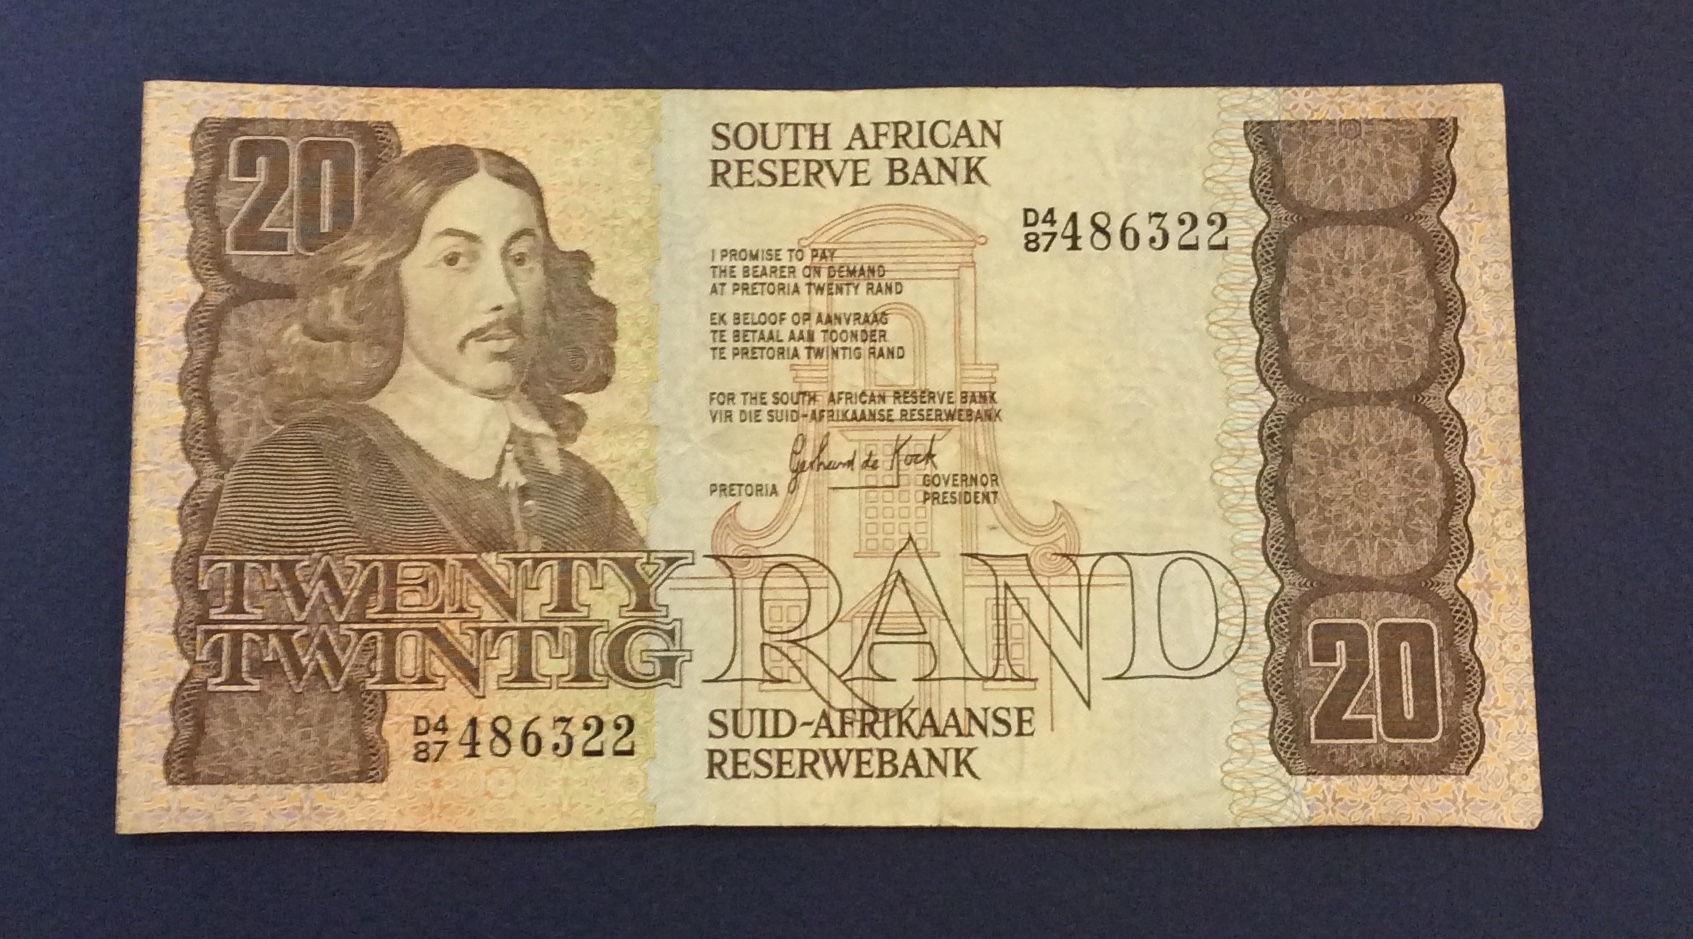 20
SOUTH AFRICAN
RESERVE BANK
D4
87 486322
I PROMISE TO PAY
THE BEARER ON DEMAND
AT PRETORIA TWENTY RAND
EK BELOOF OP AANVRAAG
TE BETAAL AAN TOONDER
TE PRETORIA TWINTIG RAND
FOR THE SOUTH AFRICAN RESERVE BANK
VIR DIE SUID-AFRIKAANSE RESERWEBANK
Gerhard de Kock
PRETORIA GOVERNOR
PRESIDENT
TWENTY
TWINTIG RAND
20
D4
87 486322
SUID-AFRIKAANSE
RESERWEBANK